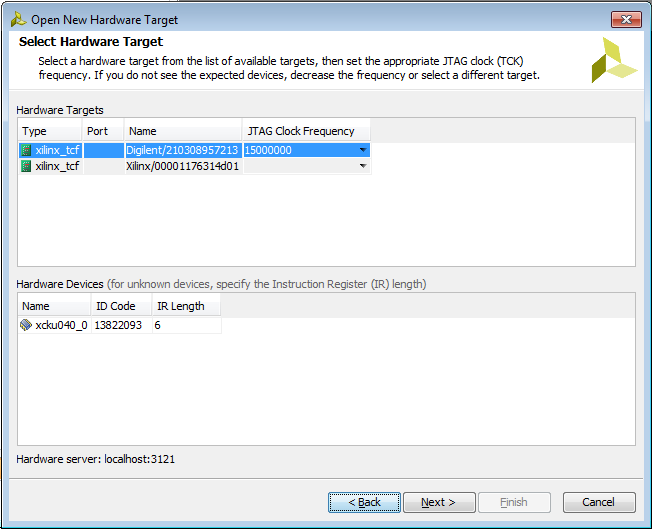 Open New Hardware Target
Select Hardware Target
Select a hardware target from the list of available targets, then set the appropriate JTAG clock (TCK)
frequency. If you do not see the expected devices, decrease the frequency or select a different target.
Hardware Targets
Type Port Name JTAG Clock Frequency
xilinx_tcf Digilent/210308957213 15000000
xilinx_tcf Xilinx/00001176314d01
Hardware Devices (for unknown devices, specify the Instruction Register (IR) length)
Name ID Code IR Length
xcku040_0 13822093 6
Hardware server: localhost:3121
< Back Next > Finish Cancel